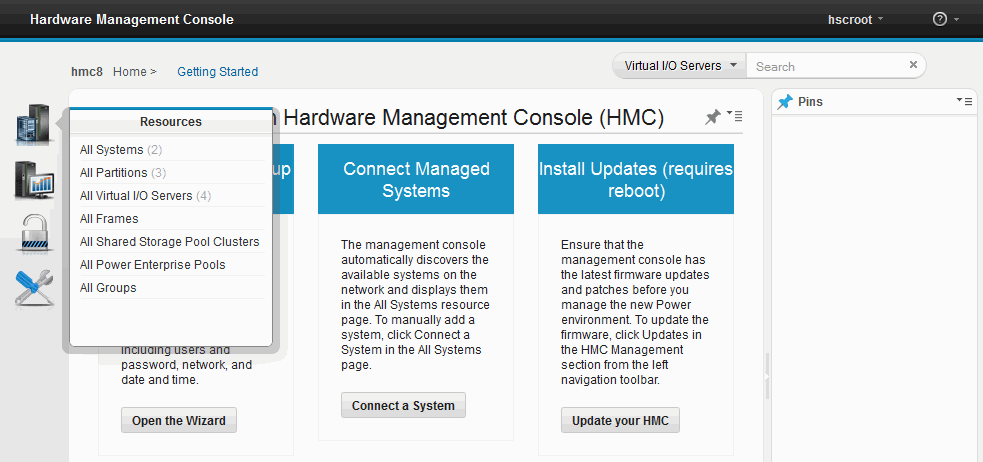 Hardware Management Console
hscroot
?
hmc8 Home > Getting Started
Virtual I/O Servers
Search
Resources
All Systems (2)
All Partitions (3)
All Virtual I/O Servers (4)
All Frames
All Shared Storage Pool Clusters
All Power Enterprise Pools
All Groups
Hardware Management Console (HMC)
up
including users and
password, network, and
date and time.
Open the Wizard
Connect Managed
Systems
The management console
automatically discovers the
available systems on the
network and displays them
in the All Systems resource
page. To manually add a
system, click Connect a
System in the All Systems
page.
Connect a System
Install Updates (requires
reboot)
Ensure that the
management console has
the latest firmware updates
and patches before you
manage the new Power
environment. To update the
firmware, click Updates in
the HMC Management
section from the left
navigation toolbar.
Update your HMC
Pins